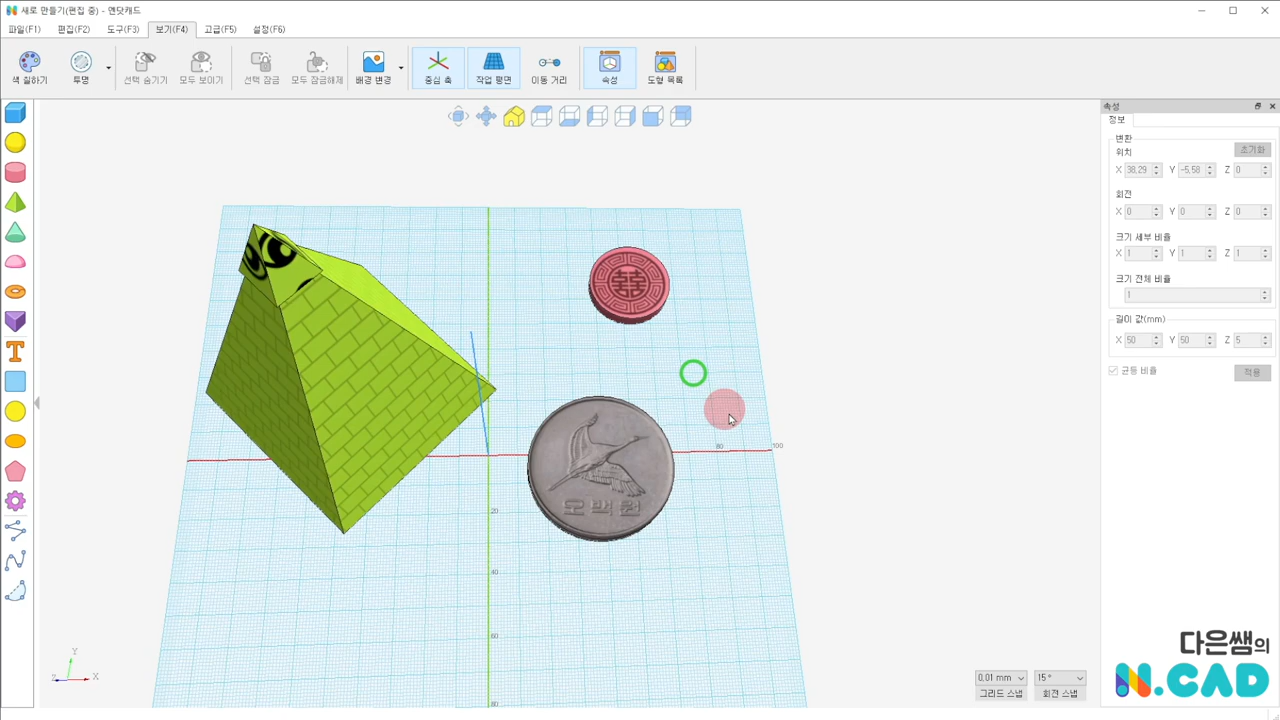 새로 만들기(편집 중) - 엔닷캐드
파일(F1) 편집(F2) 도구(F3) 보기(F4) 고급(F5) 설정(F6)
색 칠하기 투명 선택 숨기기 모두 보이기 선택 잠금 모두 잠금해제 배경 변경 중심 축 작업 평면 이동 거리 속성 도형 목록
속성
정보
변환
위치 초기화
X 38,29 Y -5,58 Z 0
회전
X 0 Y 0 Z 0
크기 세부 비율
X 1 Y 1 Z 1
크기 전체 비율
1
길이 값(mm)
X 50 Y 50 Z 5
균등 비율 적용
囍
80 100
오백원
20
40
60
80
Y
Z X
0,01 mm 15 °
그리드 스냅 회전 스냅
다은쌤의
N.CAD